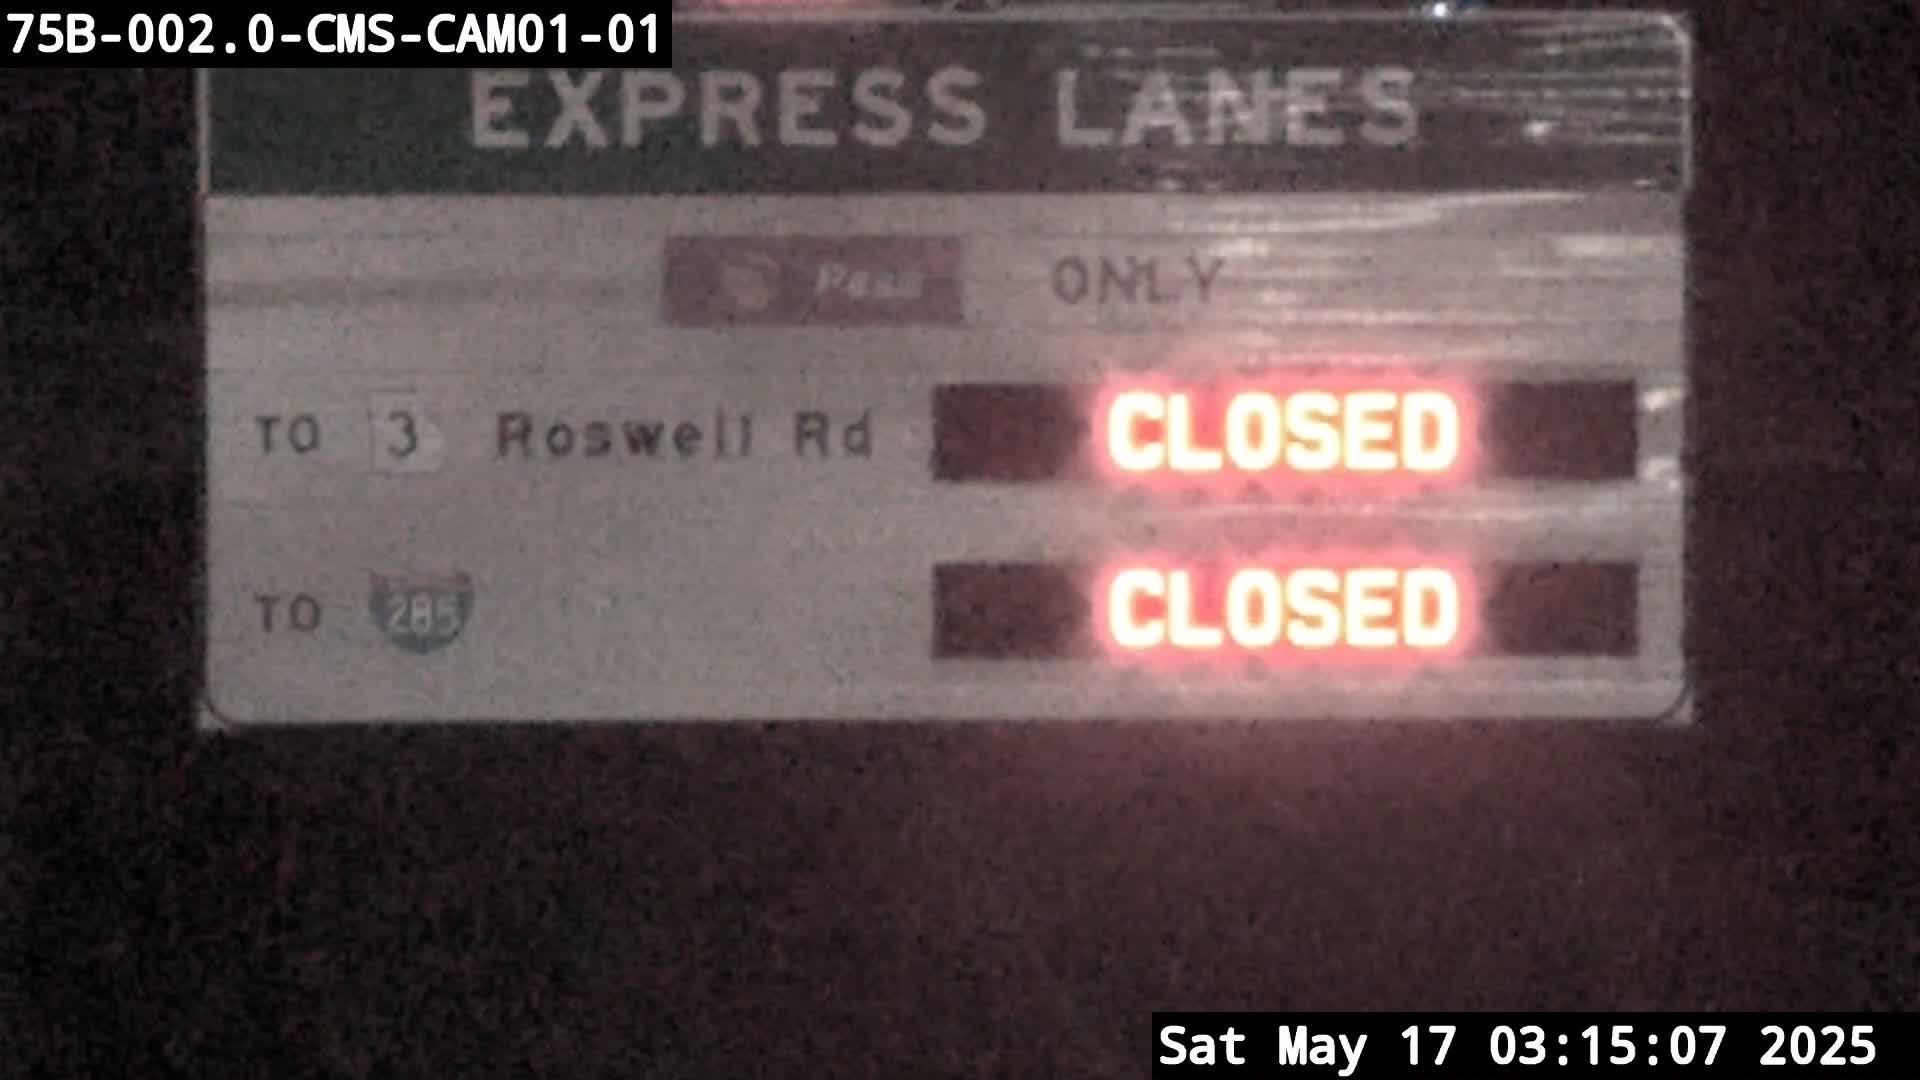 75B-002.0-CMS-CAM01-01
EXPRESS LANES
Pass ONLY
TO 3 Roswell Rd CLOSED
TO 285 CLOSED
Sat May 17 03:15:07 2025